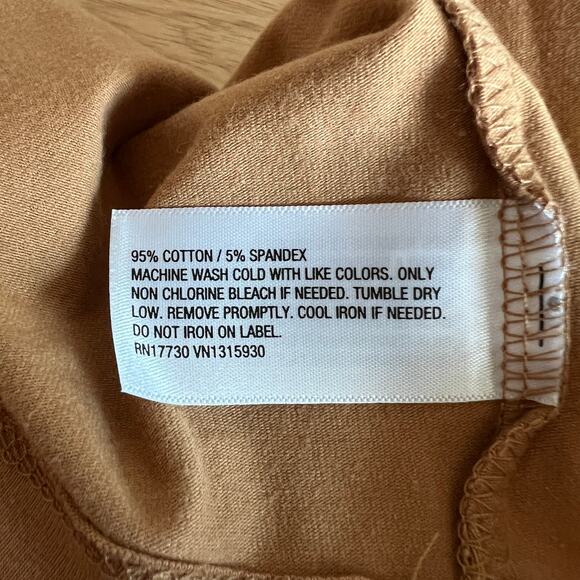 95% COTTON / 5% SPANDEX
MACHINE WASH COLD WITH LIKE COLORS. ONLY
NON CHLORINE BLEACH IF NEEDED. TUMBLE DRY
LOW. REMOVE PROMPTLY. COOL IRON IF NEEDED.
DO NOT IRON ON LABEL.
RN17730 VN1315930